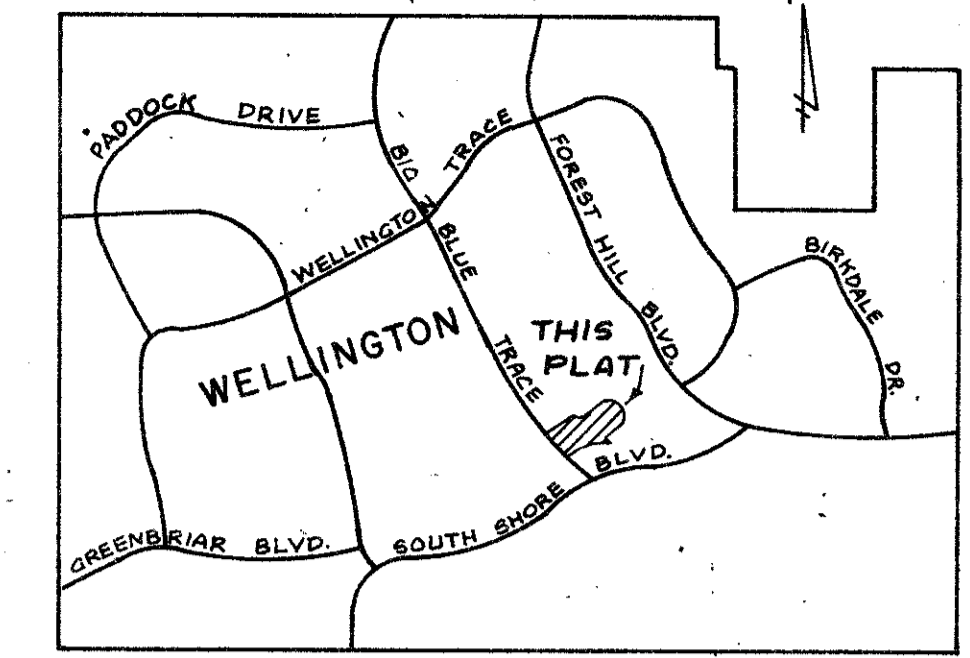 PADDOCK DRIVE
BIG BLUE TRACE
WELLINGTON TRACE
FOREST HILL BLVD.
BIRKDALE DR.
WELLINGTON
THIS
PLAT
GREENBRIAR BLVD.
SOUTH SHORE BLVD.